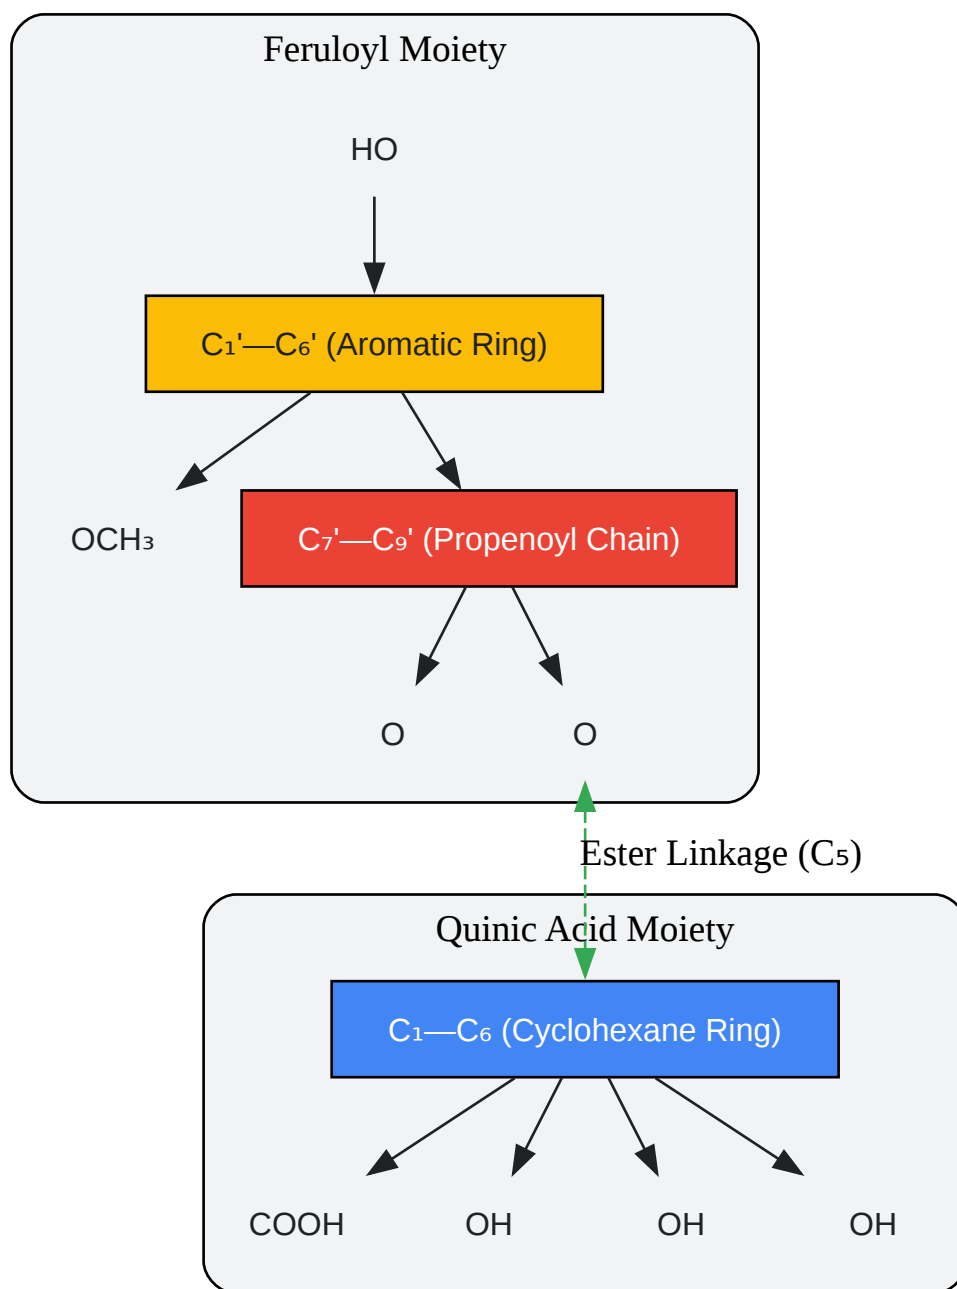 Feruloyl Moiety
HO
C₁'—C₆' (Aromatic Ring)
OCH₃
C₇'—C₉' (Propenoyl Chain)
O
O
Ester Linkage (C₅)
Quinic Acid Moiety
C₁—C₆ (Cyclohexane Ring)
COOH
OH
OH
OH